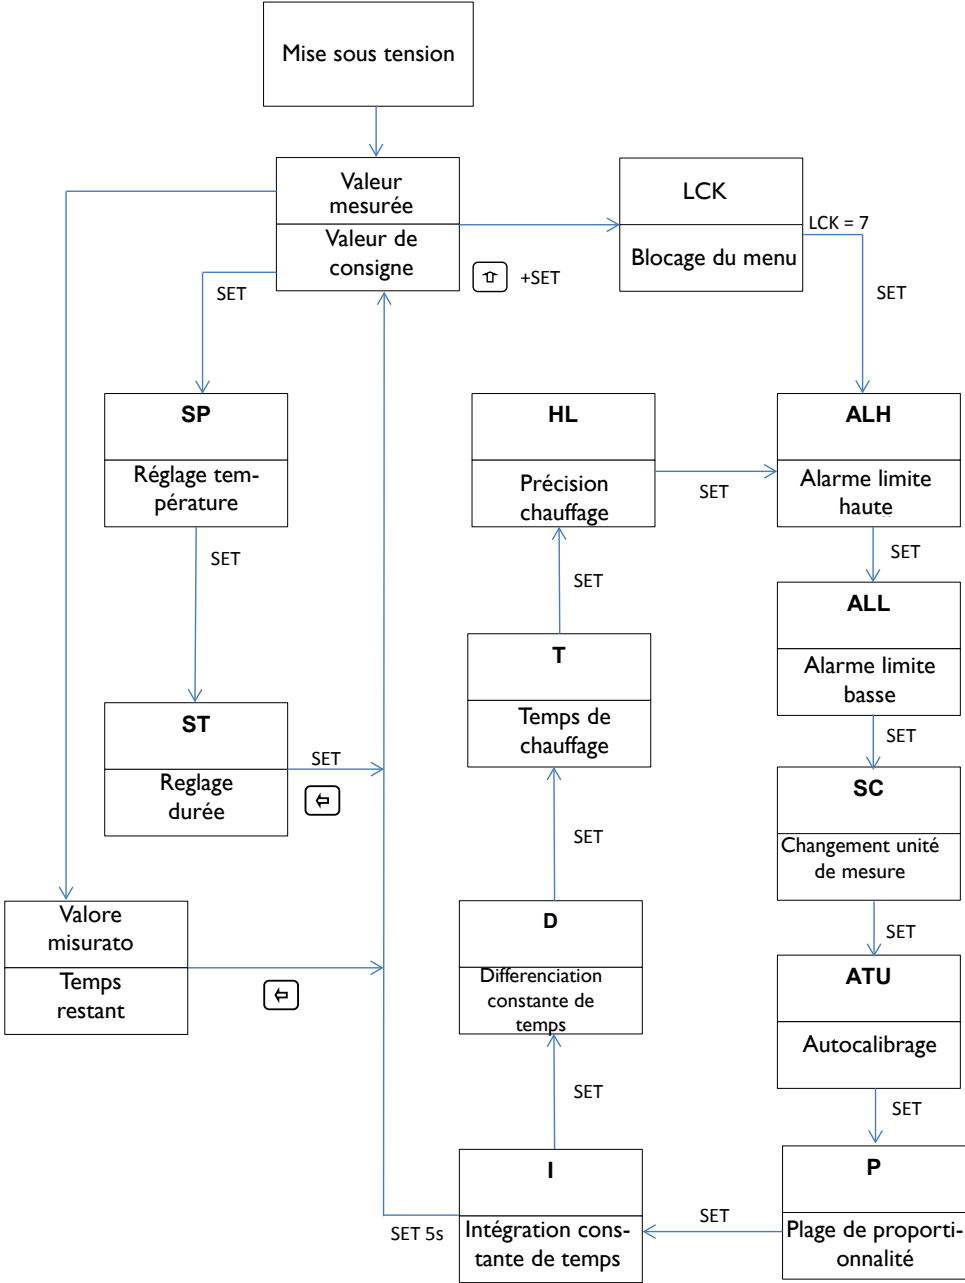 Mise sous tension
Valeur
mesurée
Valeur de
consigne
+SET
LCK
Blocage du menu
LCK = 7
SET
SET
SP
Réglage tem-
pérature
SET
ST
Reglage
durée
SET
HL
Précision
chauffage
SET
ALH
Alarme limite
haute
SET
SET
ALL
Alarme limite
basse
SET
T
Temps de
chauffage
SET
SC
Changement unité
de mesure
SET
Valore
misurato
Temps
restant
D
Differenciation
constante de
temps
SET
ATU
Autocalibrage
SET
I
Intégration cons-
tante de temps
SET 5s
SET
P
Plage de proporti-
onnalité